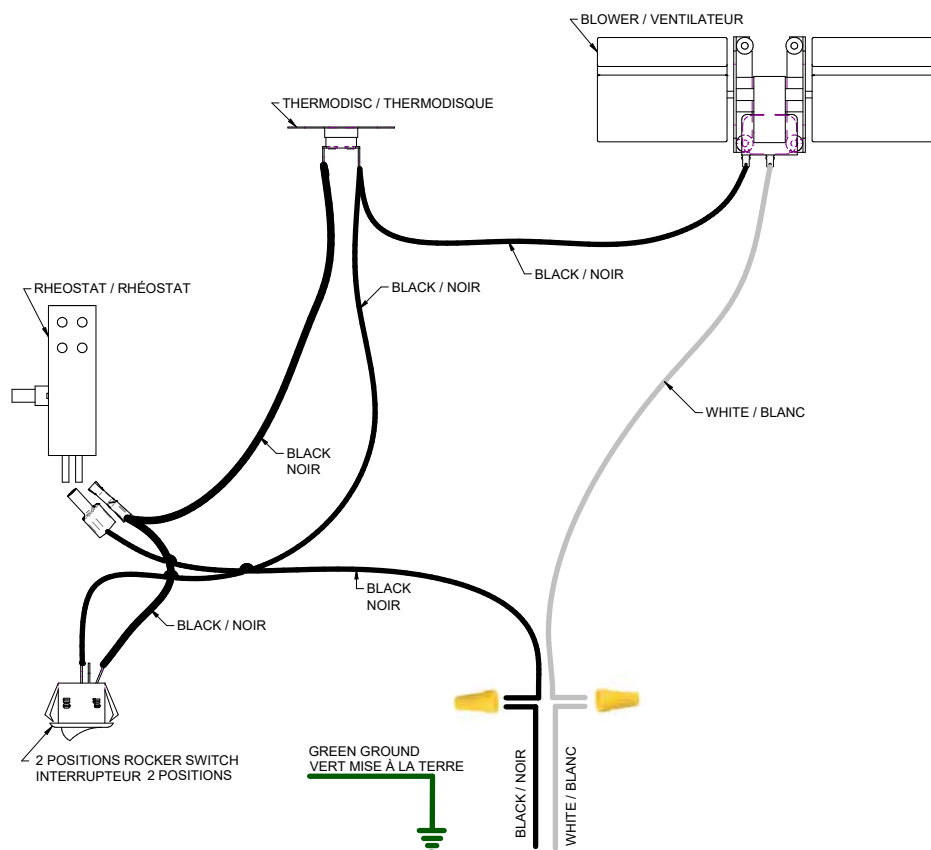 BLOWER / VENTILATEUR
THERMODISC / THERMODISQUE
BLACK / NOIR
BLACK / NOIR
RHEOSTAT / RHÉOSTAT
WHITE / BLANC
BLACK
NOIR
BLACK
NOIR
BLACK / NOIR
2 POSITIONS ROCKER SWITCH
INTERRUPTEUR 2 POSITIONS
GREEN GROUND
VERT MISE À LA TERRE
BLACK / NOIR
WHITE / BLANC